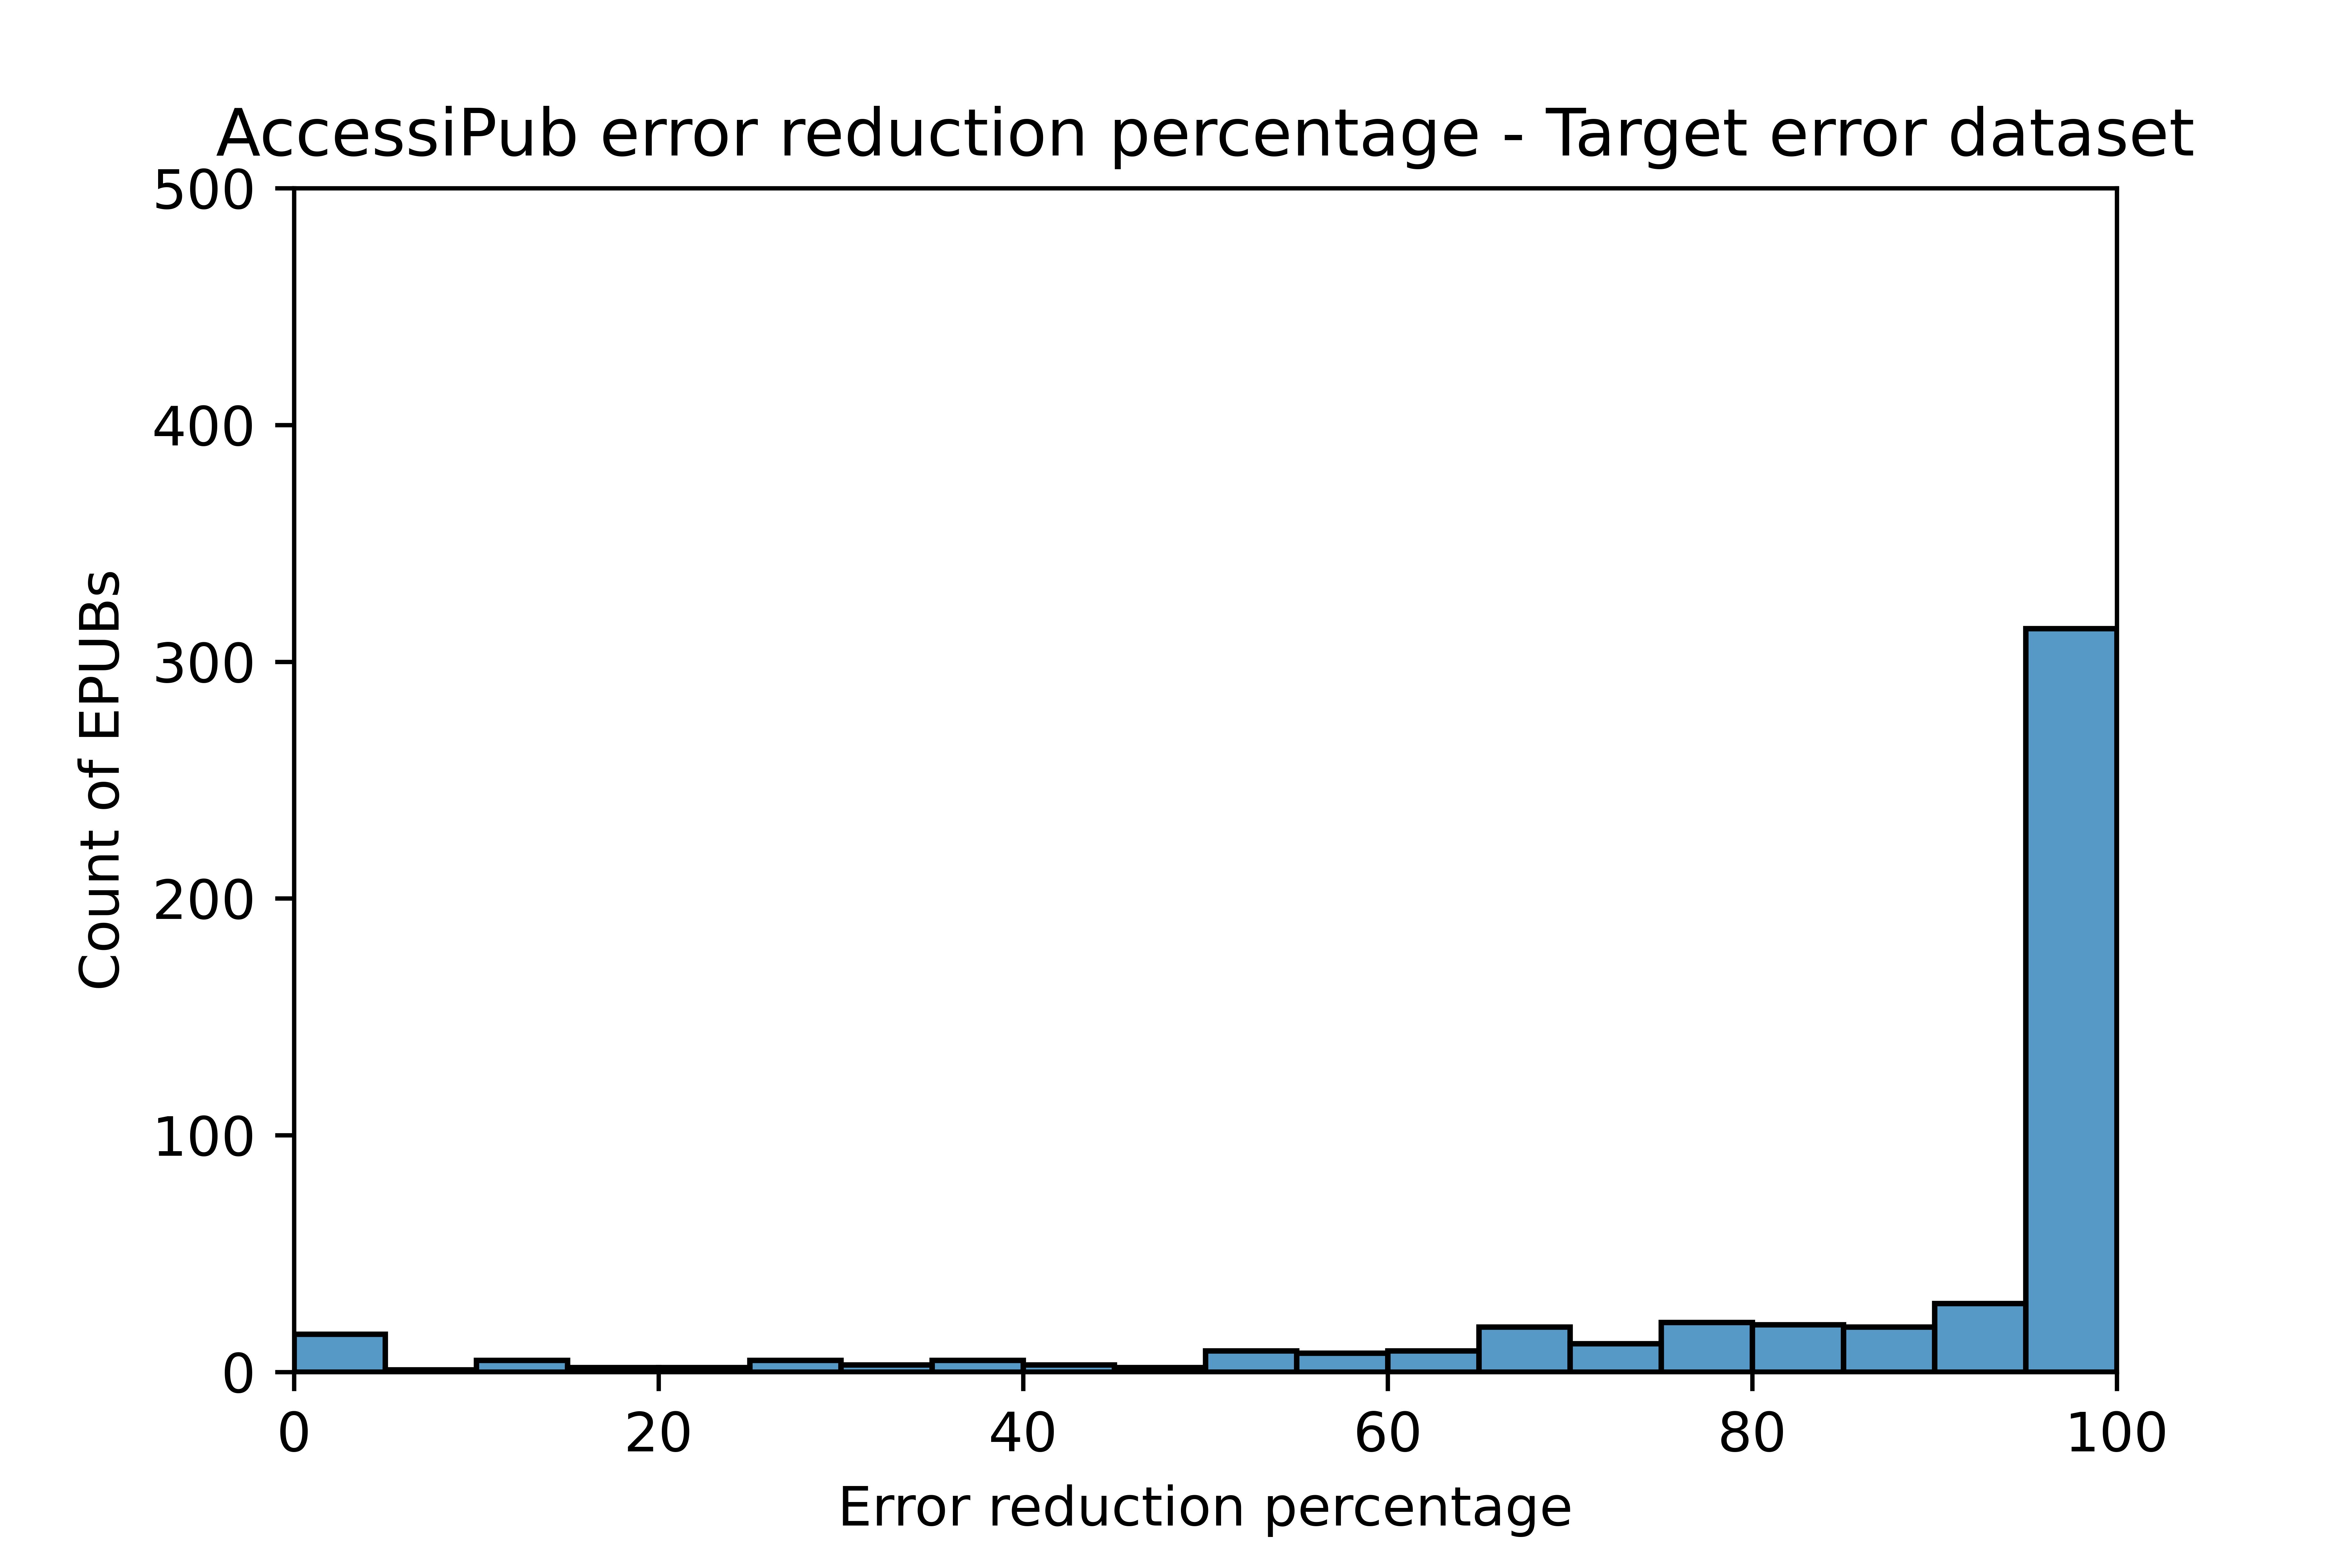 AccessiPub error reduction percentage - Target error dataset
500
400
300
200
100
0
Count of EPUBs
0 20 40 60 80 100
Error reduction percentage